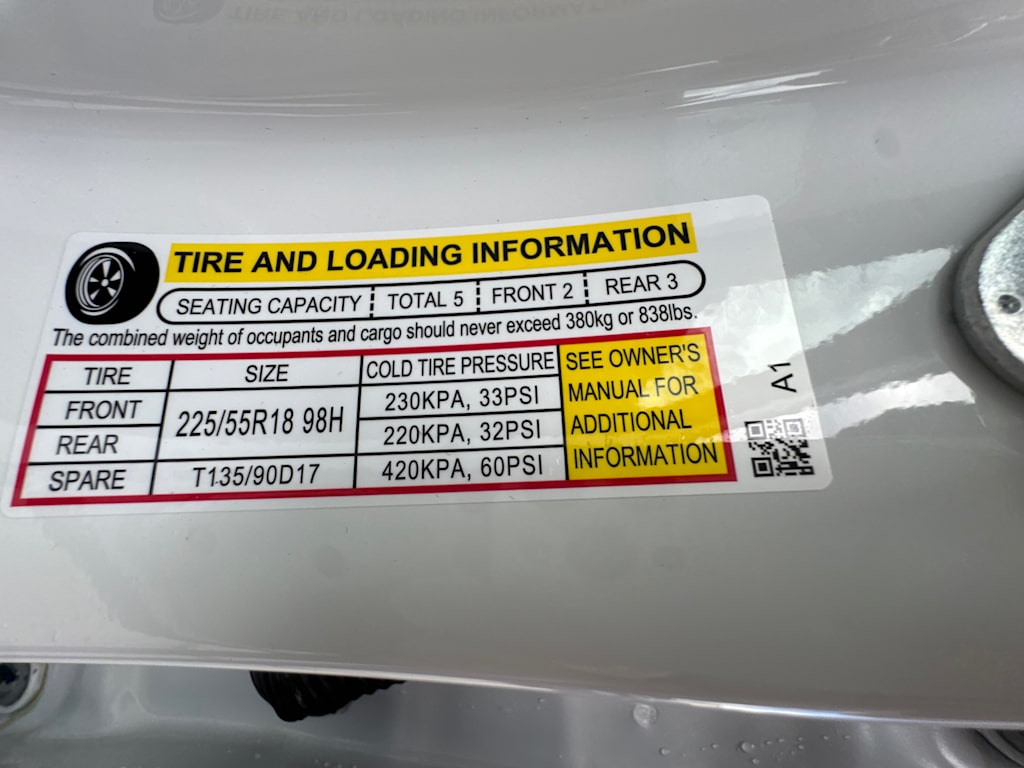 TIRE AND LOADING INFORMATION
SEATING CAPACITY TOTAL 5 FRONT 2 REAR 3
The combined weight of occupants and cargo should never exceed 380kg or 838lbs.
TIRE SIZE COLD TIRE PRESSURE
FRONT 225/55R18 98H 230KPA, 33PSI
REAR 220KPA, 32PSI
SPARE T135/90D17 420KPA, 60PSI
SEE OWNER'S
MANUAL FOR
ADDITIONAL
INFORMATION
A1